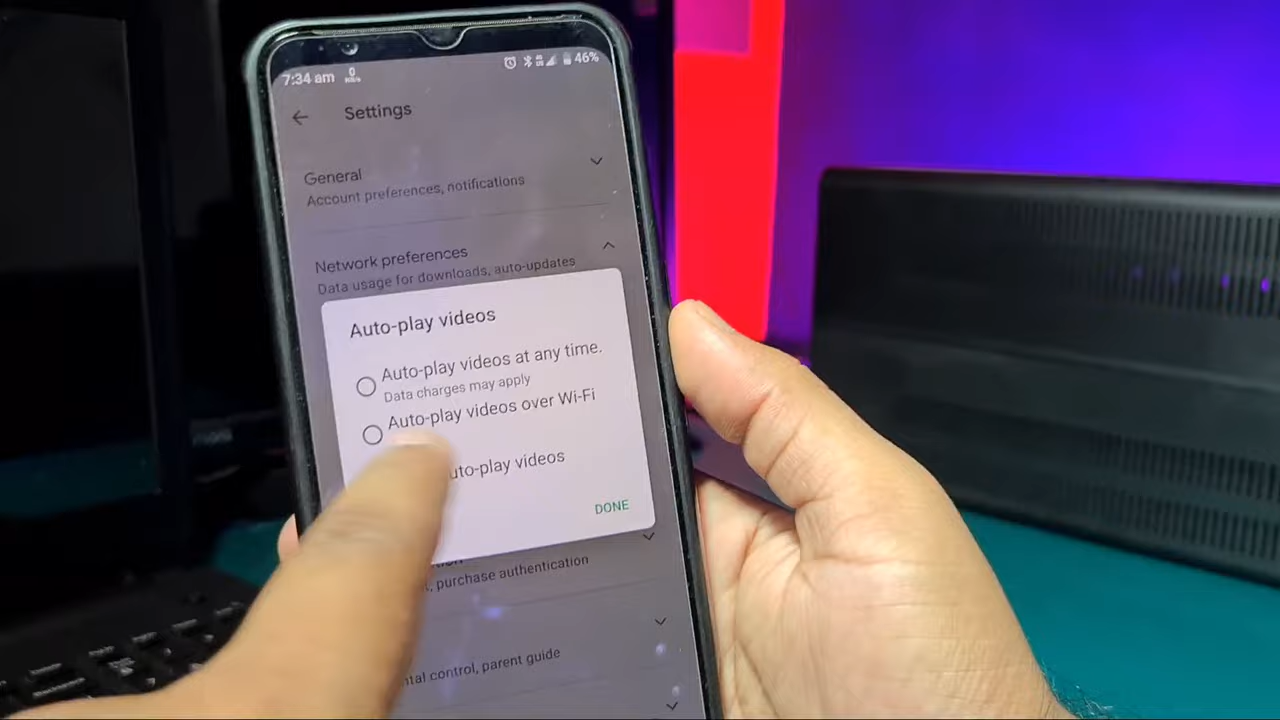 7:34 am 46%
Settings
General
Account preferences, notifications
Network preferences
Data usage for downloads, auto-updates
Auto-play videos
Auto-play videos at any time.
Data charges may apply
Auto-play videos over Wi-Fi
uto-play videos
DONE
, purchase authentication
ntal control, parent guide